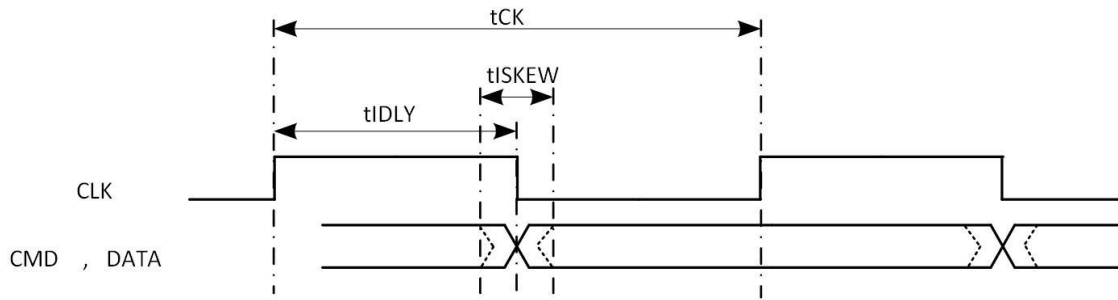 tCK
tISKEW
tIDLY
CLK
CMD , DATA